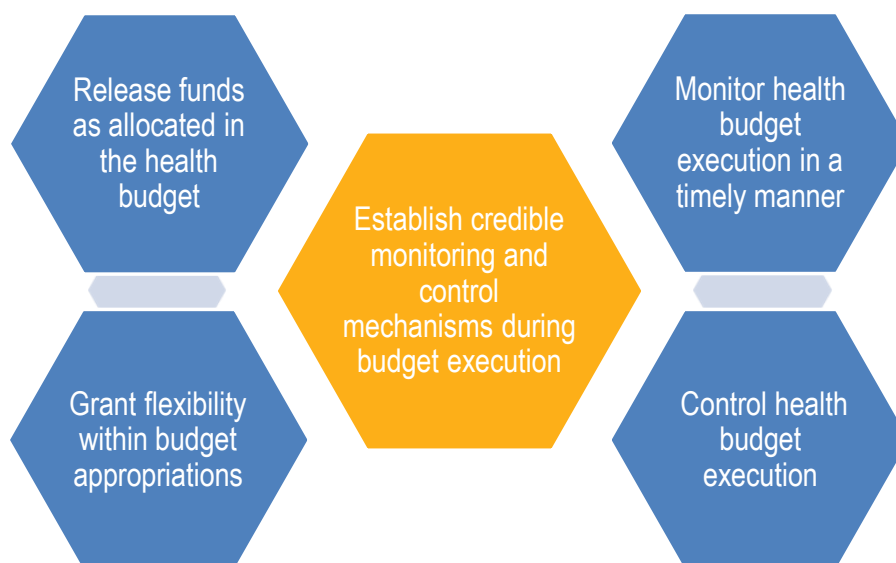 Release funds
as allocated in
the health
budget
Grant flexibility
within budget
appropriations
Establish credible
monitoring and
control
mechanisms during
budget execution
Monitor health
budget
execution in a
timely manner
Control health
budget
execution